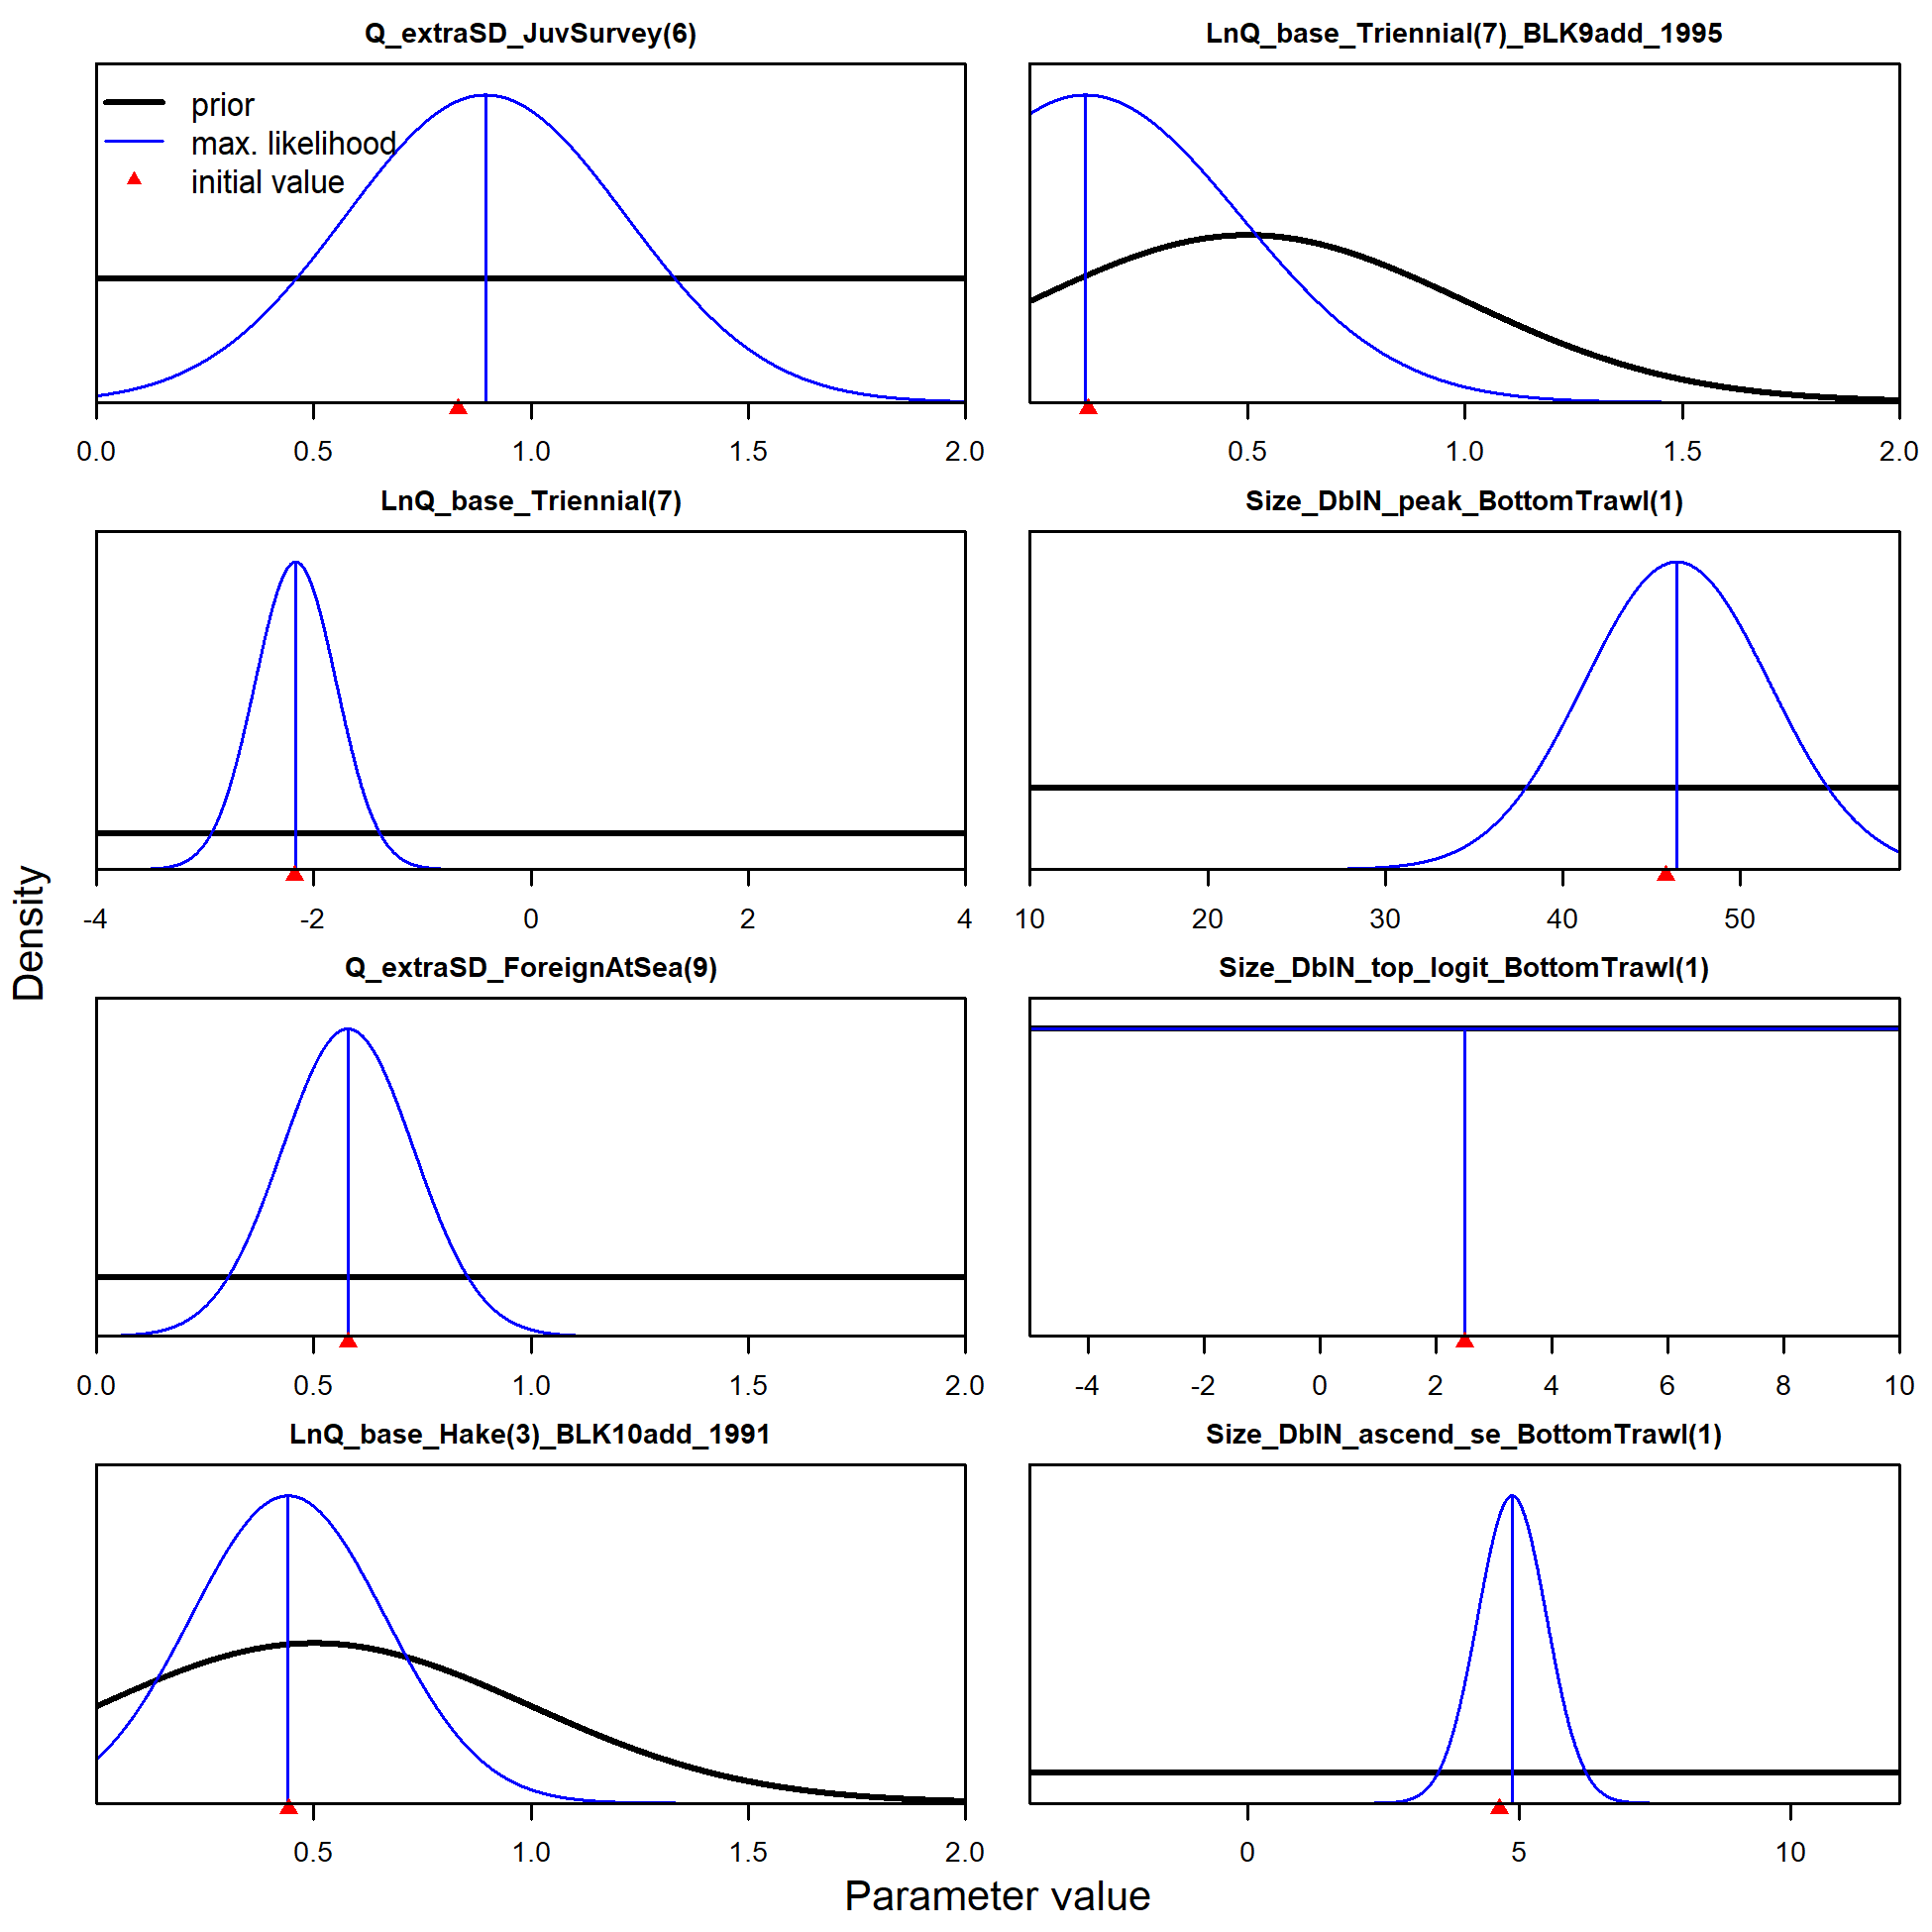 Q_extraSD_JuvSurvey(6)
prior
max. likelihood
initial value
0.0 0.5 1.0 1.5 2.0
LnQ_base_Triennial(7)_BLK9add_1995
0.5 1.0 1.5 2.0
LnQ_base_Triennial(7)
-4 -2 0 2 4
Size_DblN_peak_BottomTrawl(1)
10 20 30 40 50
Q_extraSD_ForeignAtSea(9)
0.0 0.5 1.0 1.5 2.0
Size_DblN_top_logit_BottomTrawl(1)
-4 -2 0 2 4 6 8 10
LnQ_base_Hake(3)_BLK10add_1991
0.5 1.0 1.5 2.0
Size_DblN_ascend_se_BottomTrawl(1)
0 5 10
Density
Parameter value